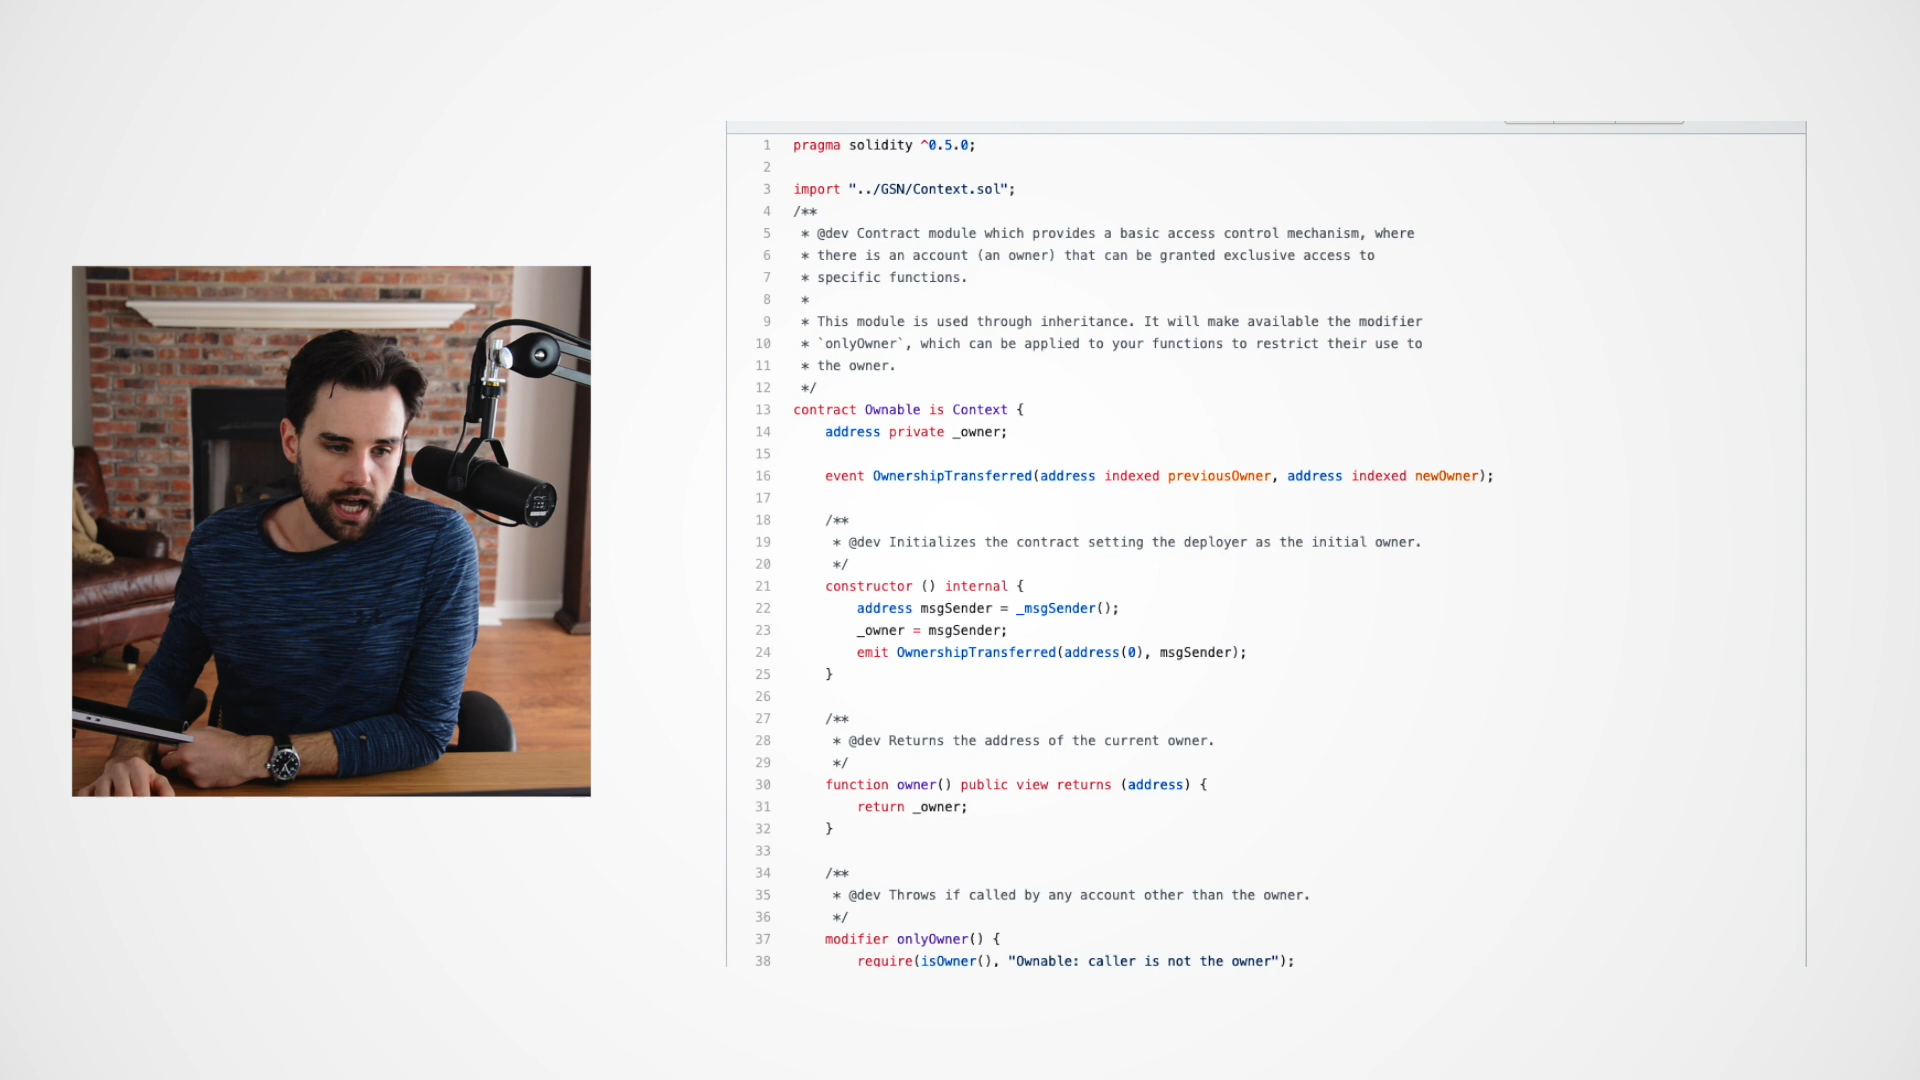 1 pragma solidity ^0.5.0;
2
3 import "../GSN/Context.sol";
4 /**
5 * @dev Contract module which provides a basic access control mechanism, where
6 * there is an account (an owner) that can be granted exclusive access to
7 * specific functions.
8 *
9 * This module is used through inheritance. It will make available the modifier
10 * `onlyOwner`, which can be applied to your functions to restrict their use to
11 * the owner.
12 */
13 contract Ownable is Context {
14 address private _owner;
15
16 event OwnershipTransferred(address indexed previousOwner, address indexed newOwner);
17
18 /**
19 * @dev Initializes the contract setting the deployer as the initial owner.
20 */
21 constructor () internal {
22 address msgSender = _msgSender();
23 _owner = msgSender;
24 emit OwnershipTransferred(address(0), msgSender);
25 }
26
27 /**
28 * @dev Returns the address of the current owner.
29 */
30 function owner() public view returns (address) {
31 return _owner;
32 }
33
34 /**
35 * @dev Throws if called by any account other than the owner.
36 */
37 modifier onlyOwner() {
38 require(isOwner(), "Ownable: caller is not the owner");